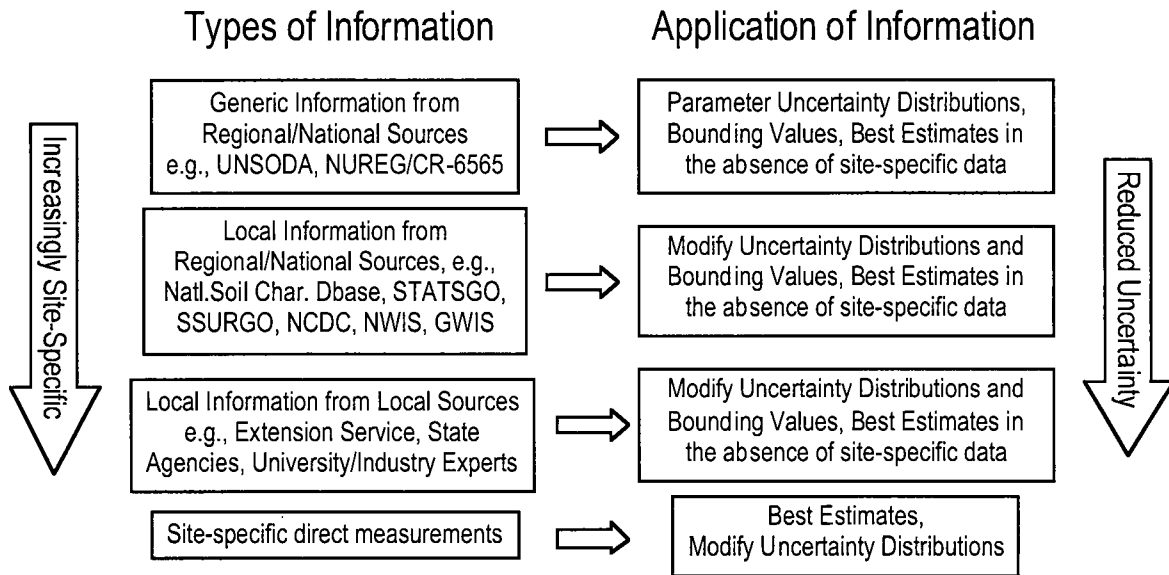 Types of Information
Application of Information
Increasingly Site-Specific
Generic Information from
Regional/National Sources
e.g., UNSODA, NUREG/CR-6565
Parameter Uncertainty Distributions,
Bounding Values, Best Estimates in
the absence of site-specific data
Local Information from
Regional/National Sources, e.g.,
Natl.Soil Char. Dbase, STATSGO,
SSURGO, NCDC, NWIS, GWIS
Modify Uncertainty Distributions and
Bounding Values, Best Estimates in
the absence of site-specific data
Local Information from Local Sources
e.g., Extension Service, State
Agencies, University/Industry Experts
Modify Uncertainty Distributions and
Bounding Values, Best Estimates in
the absence of site-specific data
Site-specific direct measurements
Best Estimates,
Modify Uncertainty Distributions
Reduced Uncertainty